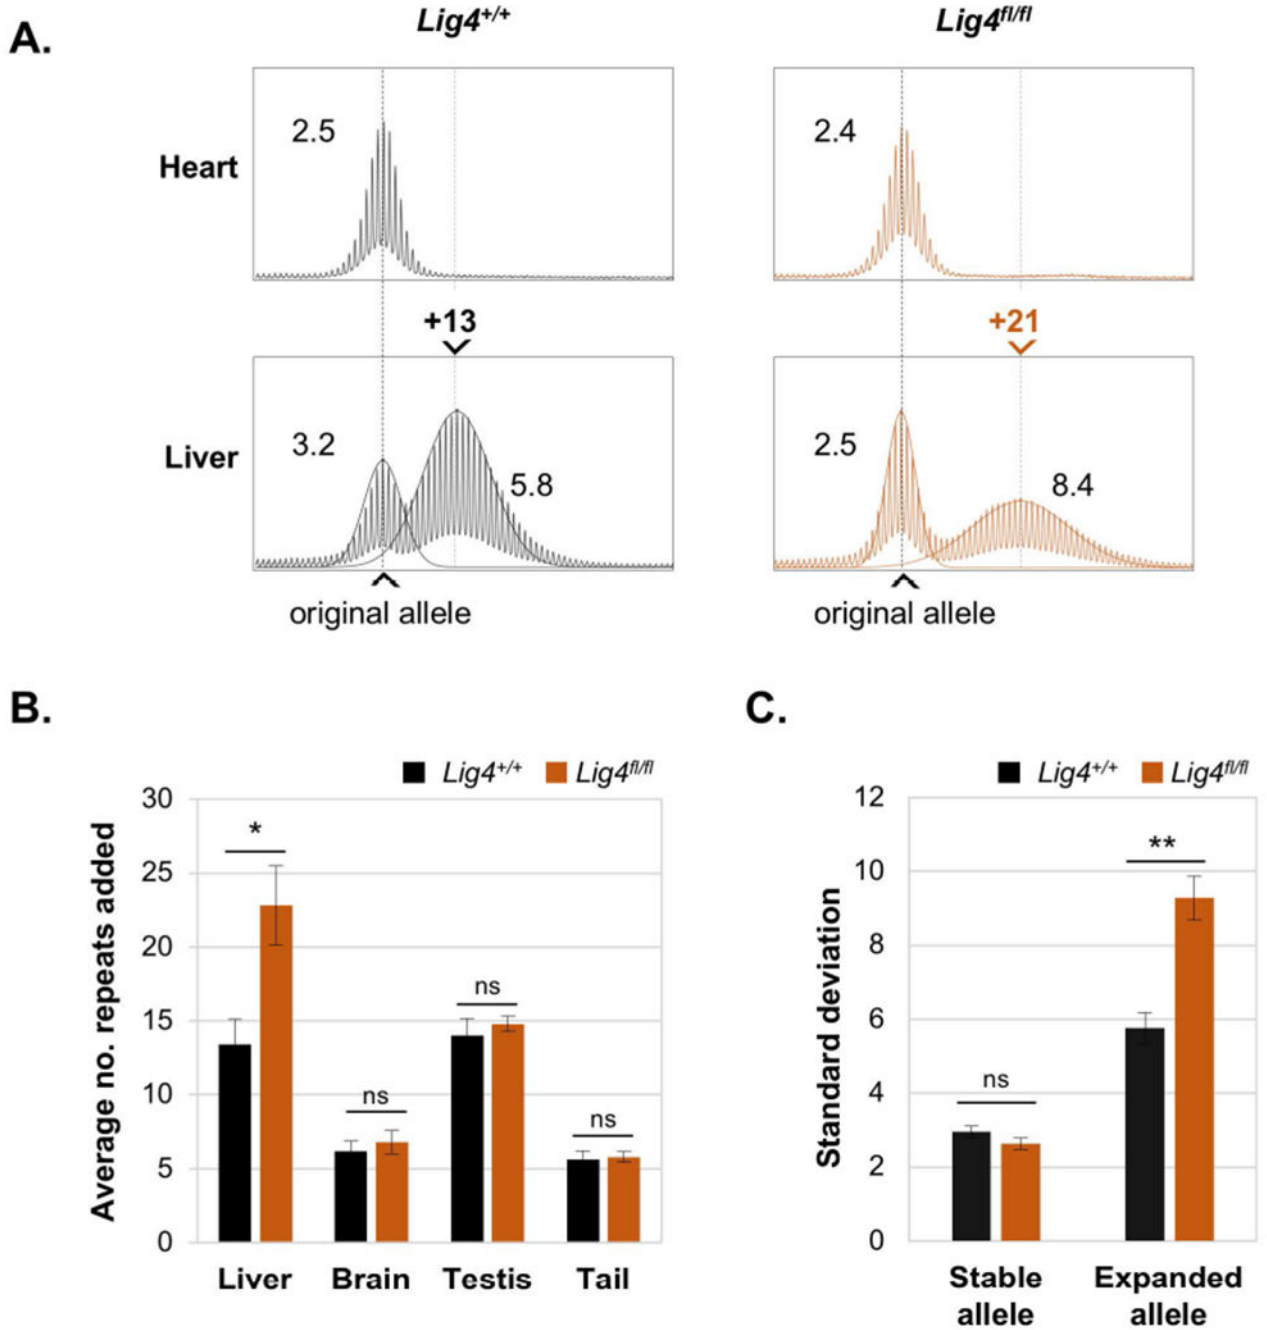 A.
Lig4+/+
Lig4fl/fl
Heart
2.5
2.4
+13
+21
Liver
3.2
5.8
2.5
8.4
original allele
original allele
B.
Lig4+/+
Lig4fl/fl
Average no. repeats added
30
25
20
15
10
5
0
*
ns
ns
ns
Liver
Brain
Testis
Tail
C.
Lig4+/+
Lig4fl/fl
Standard deviation
12
10
8
6
4
2
0
ns
**
Stable
allele
Expanded
allele